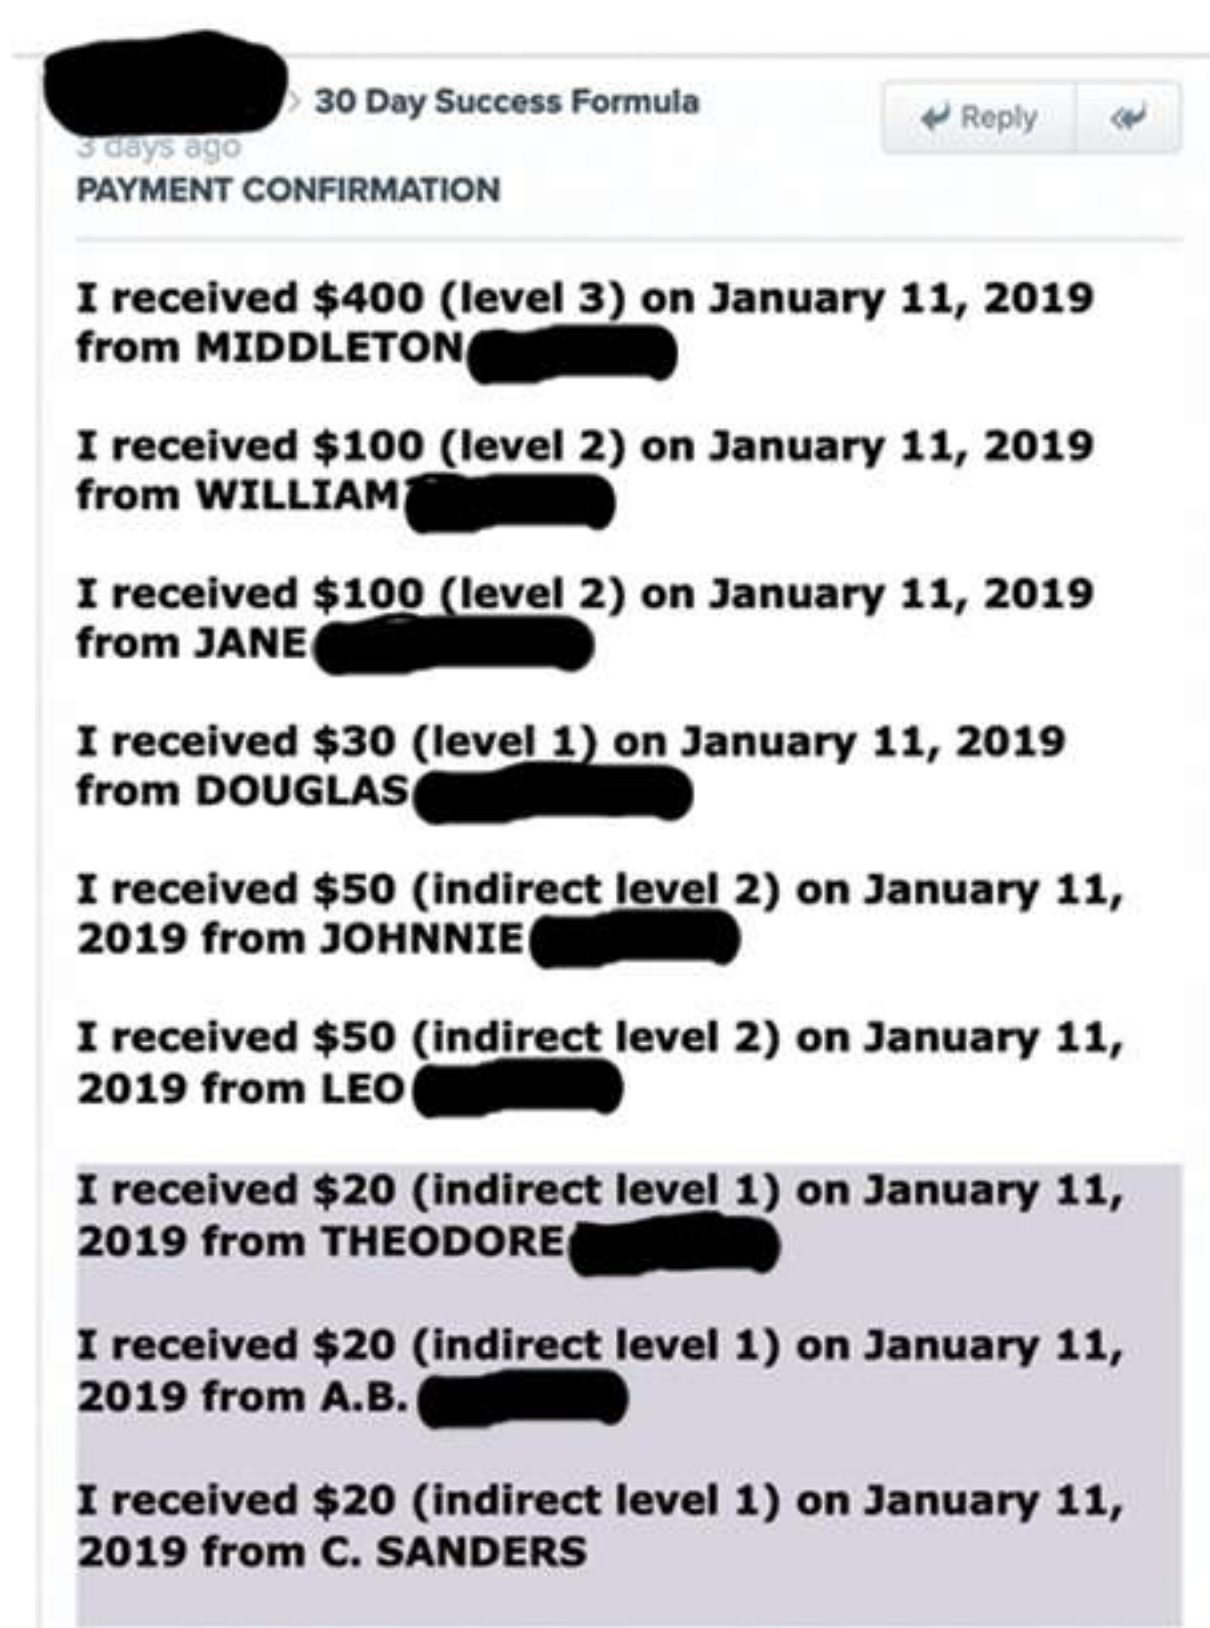 > 30 Day Success Formula
Reply
3 days ago
PAYMENT CONFIRMATION
I received $400 (level 3) on January 11, 2019
from MIDDLETON
I received $100 (level 2) on January 11, 2019
from WILLIAM
I received $100 (level 2) on January 11, 2019
from JANE
I received $30 (level 1) on January 11, 2019
from DOUGLAS
I received $50 (indirect level 2) on January 11,
2019 from JOHNNIE
I received $50 (indirect level 2) on January 11,
2019 from LEO
I received $20 (indirect level 1) on January 11,
2019 from THEODORE
I received $20 (indirect level 1) on January 11,
2019 from A.B.
I received $20 (indirect level 1) on January 11,
2019 from C. SANDERS